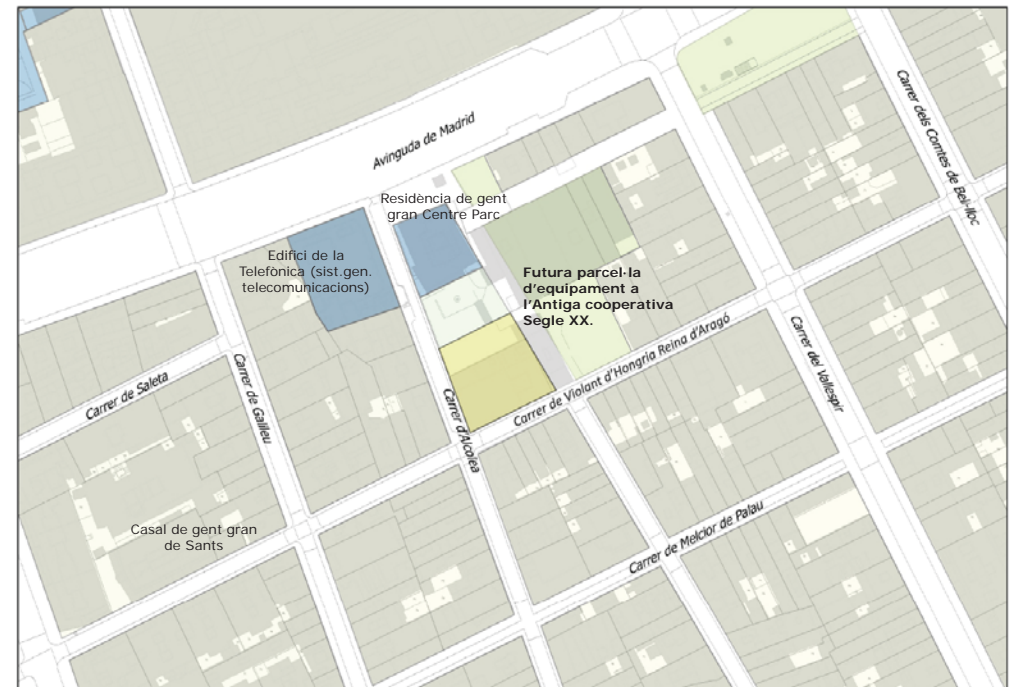 Avinguda de Madrid
Carrer dels Comtes de Bell-lloc
Residència de gent
gran Centre Parc
Edifici de la
Telefònica (sist.gen.
telecomunicacions)
Futura parcel·la
d'equipament a
l'Antiga cooperativa
Segle XX.
Carrer de Violant d'Hongria Reina d'Aragó
Carrer del Vallespir
Carrer de Saleta
Carrer de Galileu
Carrer d'Alcolea
Casal de gent gran
de Sants
Carrer de Melcior de Palau